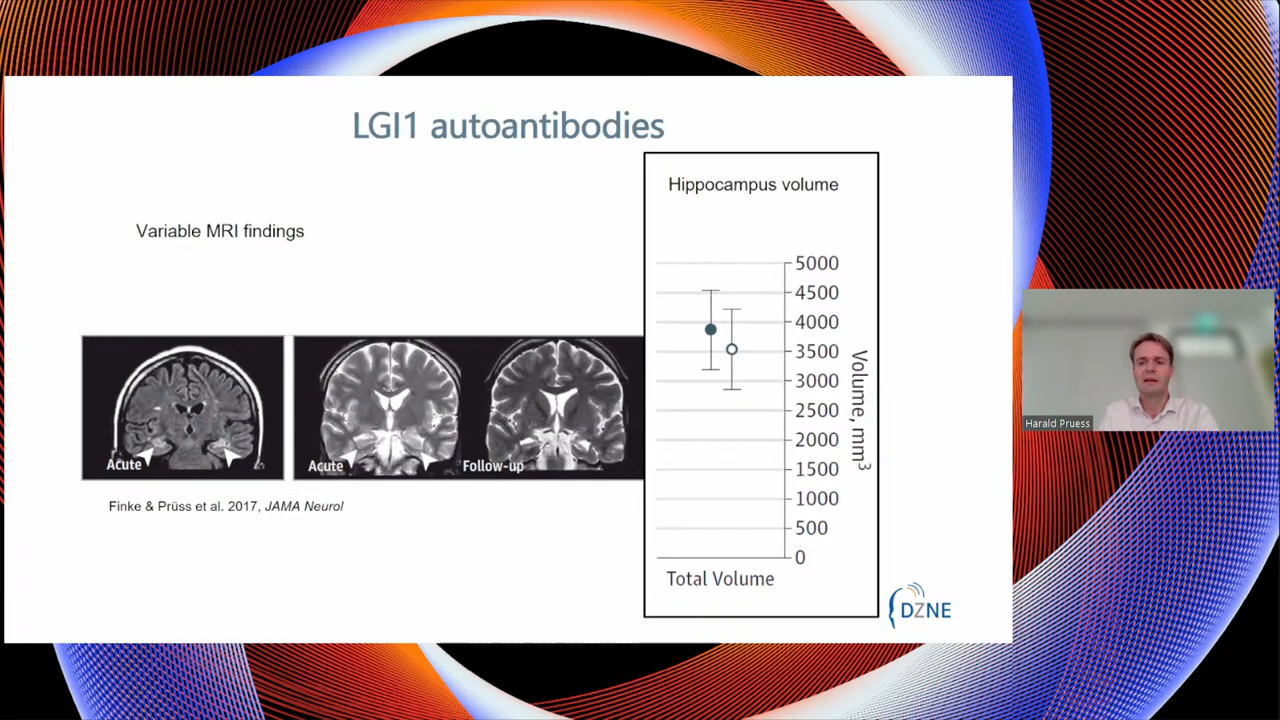 LGI1 autoantibodies
Variable MRI findings
Acute
Acute
Follow-up
Finke & Prüss et al. 2017, JAMA Neurol
Hippocampus volume
5000
4500
4000
3500
3000
2500
2000
1500
1000
500
0
Volume, mm³
Total Volume
DZNE
Harald Pruess